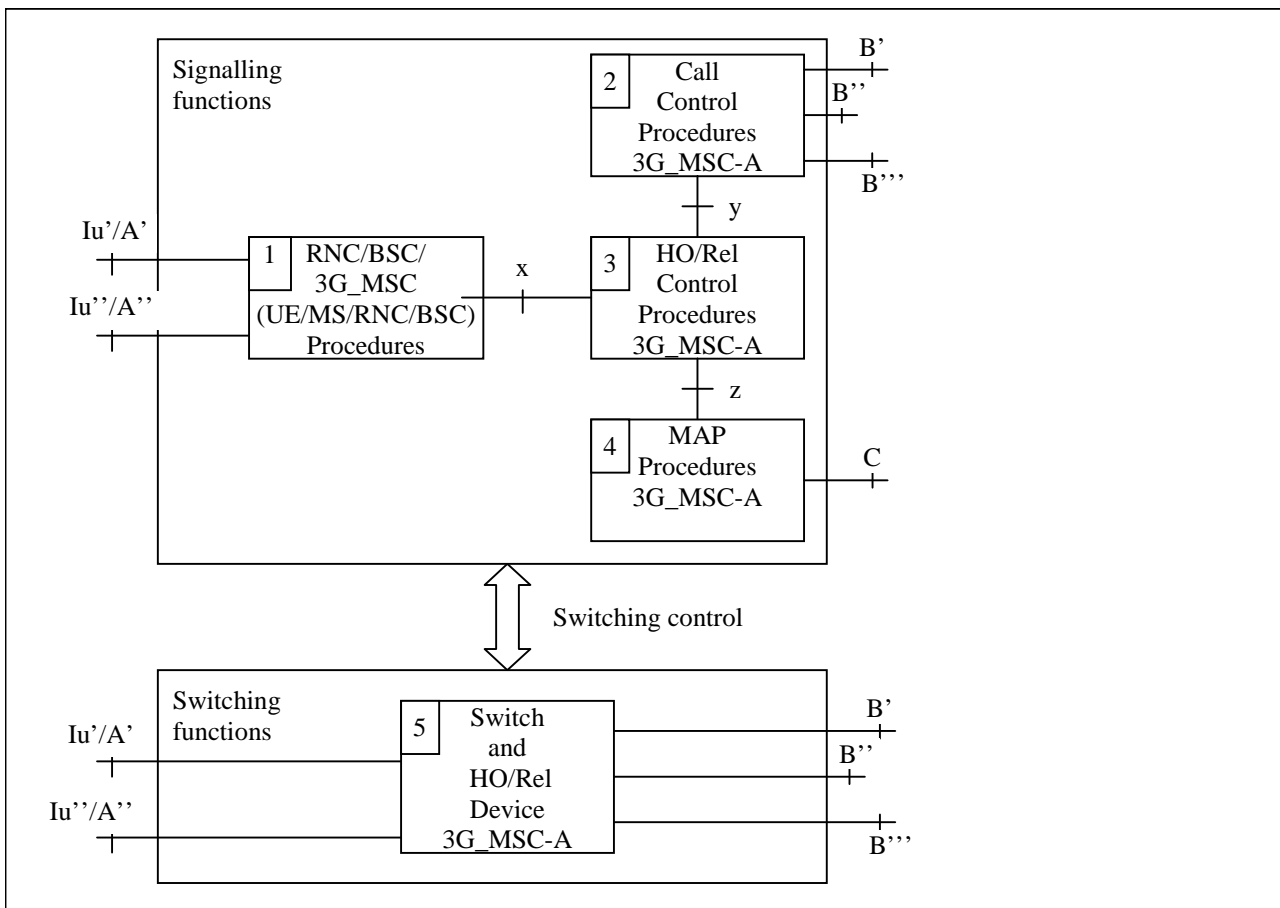 Signalling
functions
2
Call
Control
Procedures
3G_MSC-A
B'
B''
B'''
y
Iu'/A'
Iu''/A''
1
RNC/BSC/
3G_MSC
(UE/MS/RNC/BSC)
Procedures
x
3
HO/Rel
Control
Procedures
3G_MSC-A
z
4
MAP
Procedures
3G_MSC-A
C
Switching control
Switching
functions
Iu'/A'
Iu''/A''
5
Switch
and
HO/Rel
Device
3G_MSC-A
B'
B''
B'''